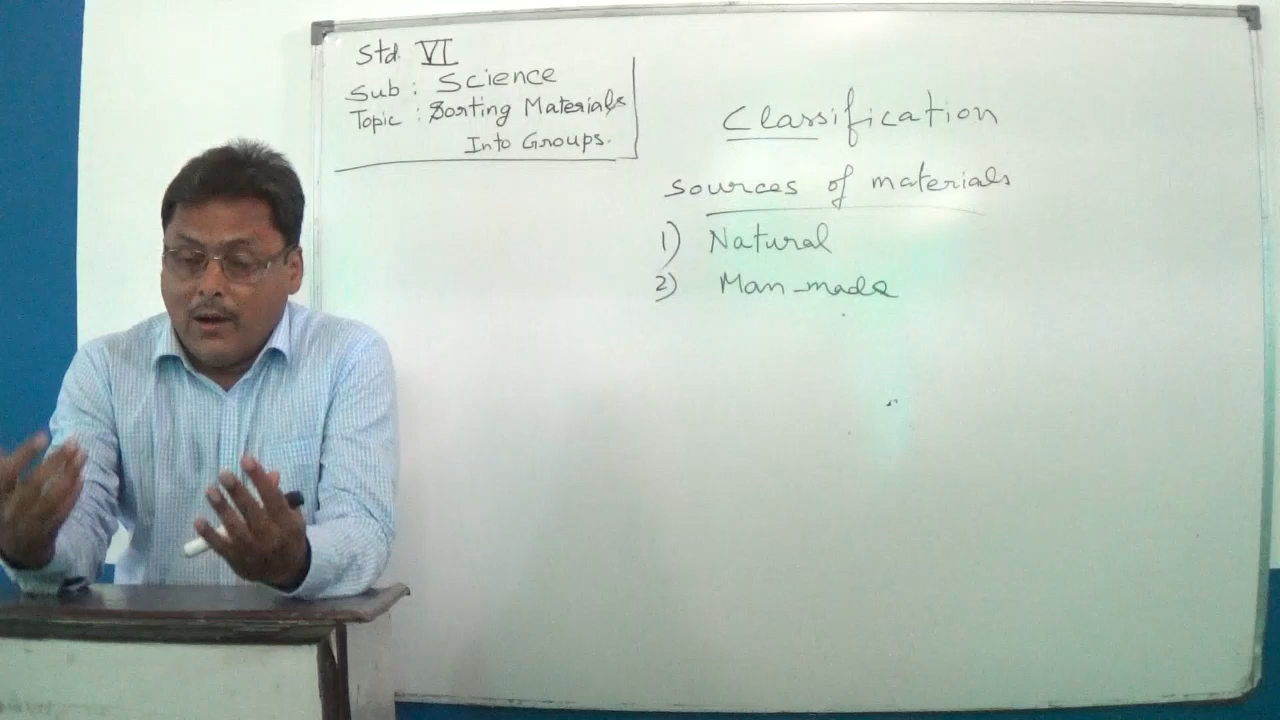 Std. VI
Sub : Science
Topic : Sorting Materials
Into Groups.
Classification
sources of materials
1) Natural
2) Man-made